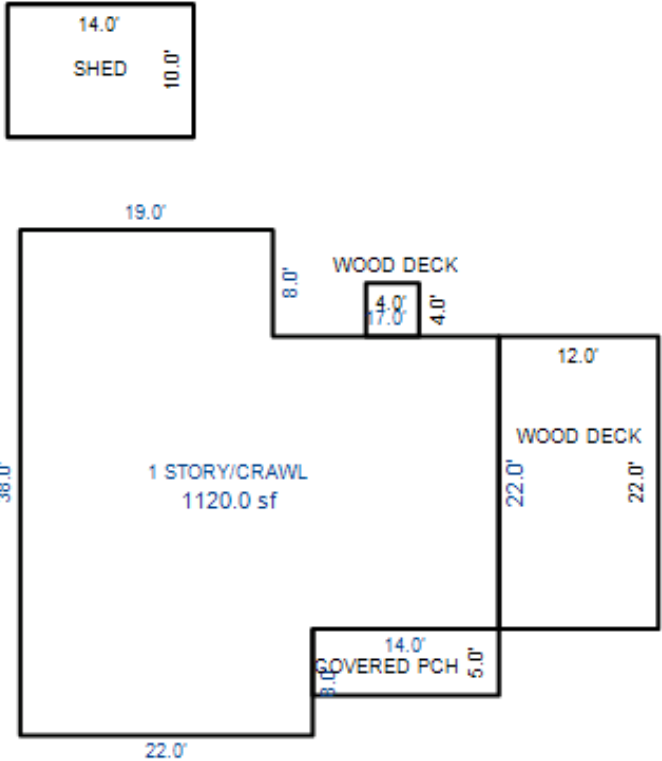 14.0'
SHED
10.0'
19.0'
8.0'
WOOD DECK
4.0'
4.0'
17.0'
12.0'
WOOD DECK
38.0'
1 STORY/CRAWL
1120.0 sf
22.0'
22.0'
14.0'
COVERED PCH
5.0'
8.0'
22.0'